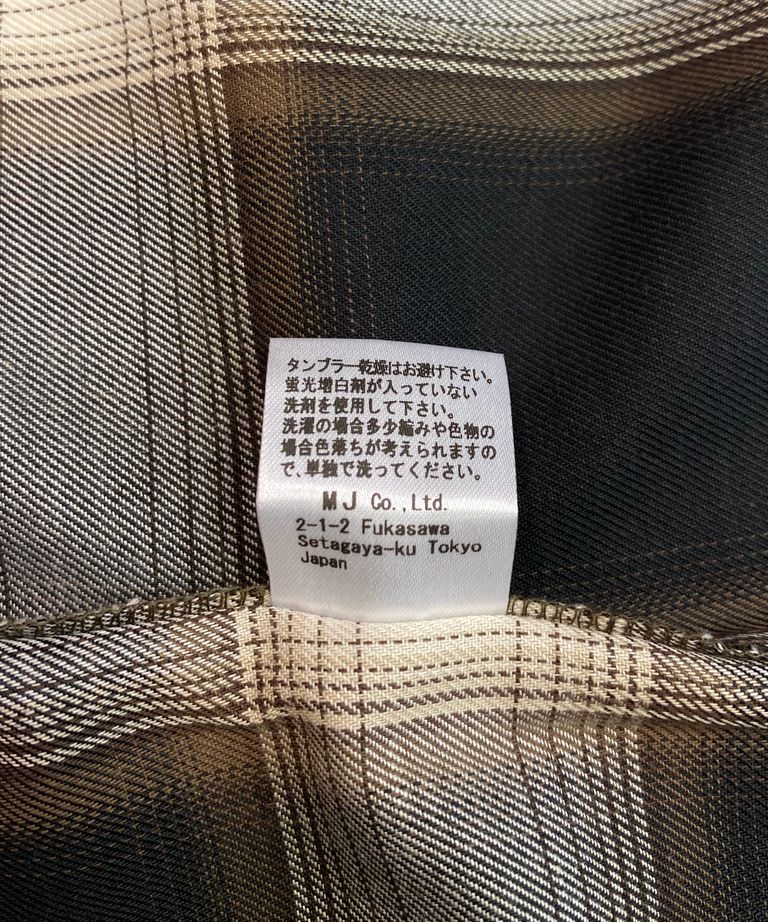 タンブラー乾燥はお避け下さい。
蛍光増白剤が入っていない
洗剤を使用して下さい。
洗濯の場合多少縮みや色物の
場合色落ちが考えられますの
で、単独で洗ってください。
MJ Co.,Ltd.
2-1-2 Fukasawa
Setagaya-ku Tokyo
Japan